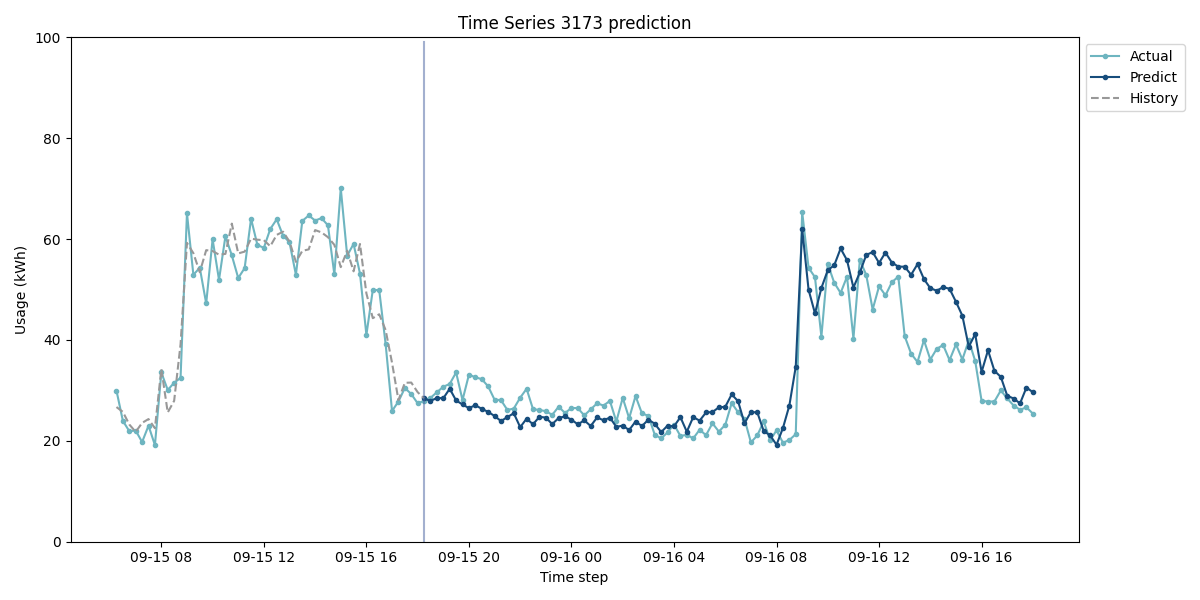 Time Series 3173 prediction
Usage (kWh)
100
80
60
40
20
0
09-15 08
09-15 12
09-15 16
09-15 20
09-16 00
09-16 04
09-16 08
09-16 12
09-16 16
Time step
Actual
Predict
History